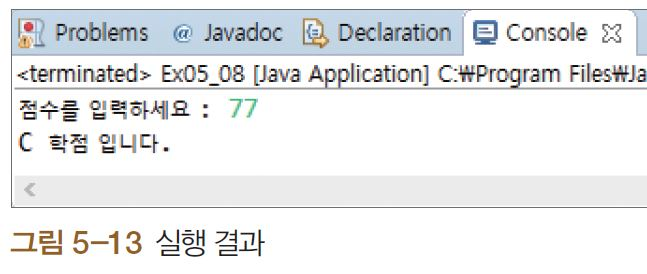 Problems @ Javadoc Declaration Console
<terminated> Ex05_08 [Java Application] C:₩Program Files₩Ja
점수를 입력하세요 : 77
C 학점 입니다.
그림 5-13 실행 결과